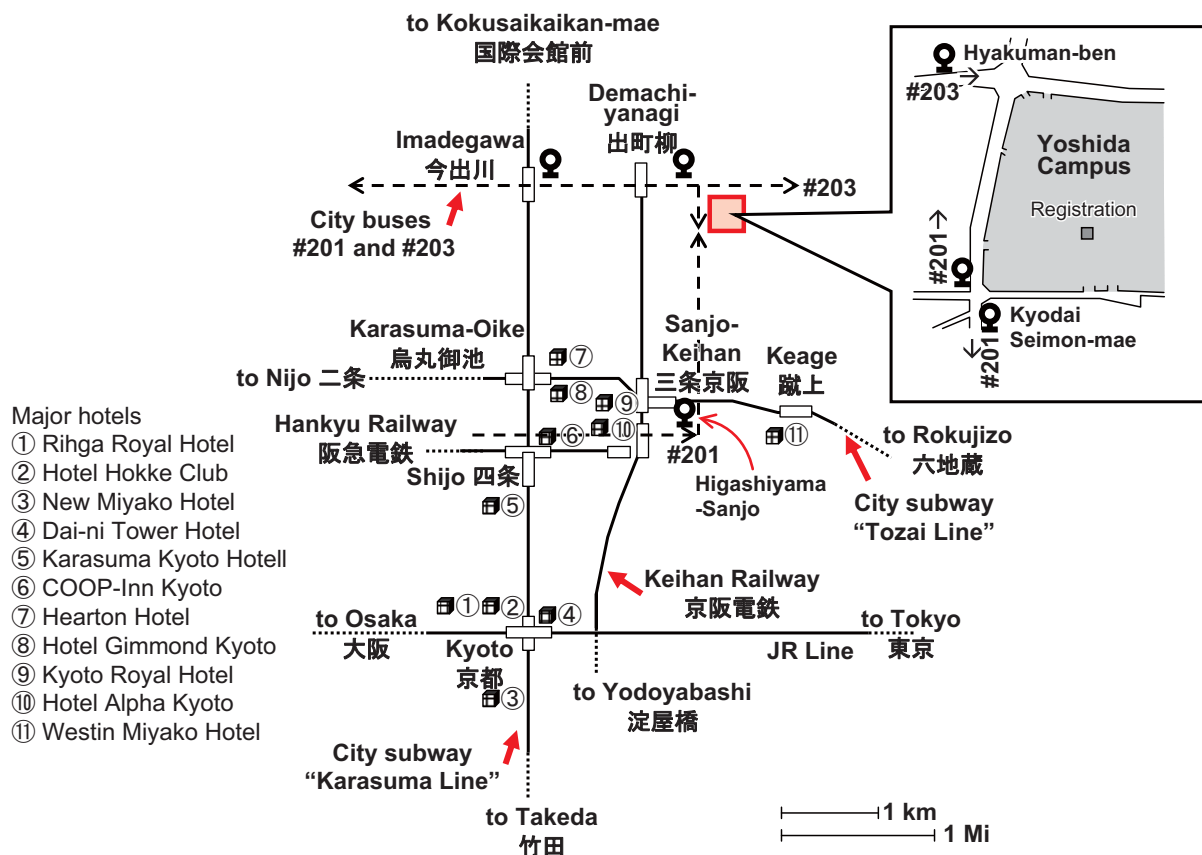 to Kokusaikaikan-mae
国際会館前
Demachi-
yanagi
出町柳
Imadegawa
今出川
#203
City buses
#201 and #203
Hyakuman-ben
#203
→
Yoshida
Campus
Registration
#201→
Kyodai
Seimon-mae
←#201
Karasuma-Oike
烏丸御池
⑦
to Nijo 二条
⑧
⑨
Sanjo-
Keihan
三条京阪
Keage
蹴上
⑪
Hankyu Railway
阪急電鉄
⑥
⑩
#201
to Rokujizo
六地蔵
Shijo 四条
⑤
Higashiyama
-Sanjo
City subway
“Tozai Line”
Major hotels
① Rihga Royal Hotel
② Hotel Hokke Club
③ New Miyako Hotel
④ Dai-ni Tower Hotel
⑤ Karasuma Kyoto Hotell
⑥ COOP-Inn Kyoto
⑦ Hearton Hotel
⑧ Hotel Gimmond Kyoto
⑨ Kyoto Royal Hotel
⑩ Hotel Alpha Kyoto
⑪ Westin Miyako Hotel
Keihan Railway
京阪電鉄
① ② ④
to Osaka
大阪
Kyoto
京都
JR Line
to Tokyo
東京
③
to Yodoyabashi
淀屋橋
City subway
“Karasuma Line”
to Takeda
竹田
1 km
1 Mi